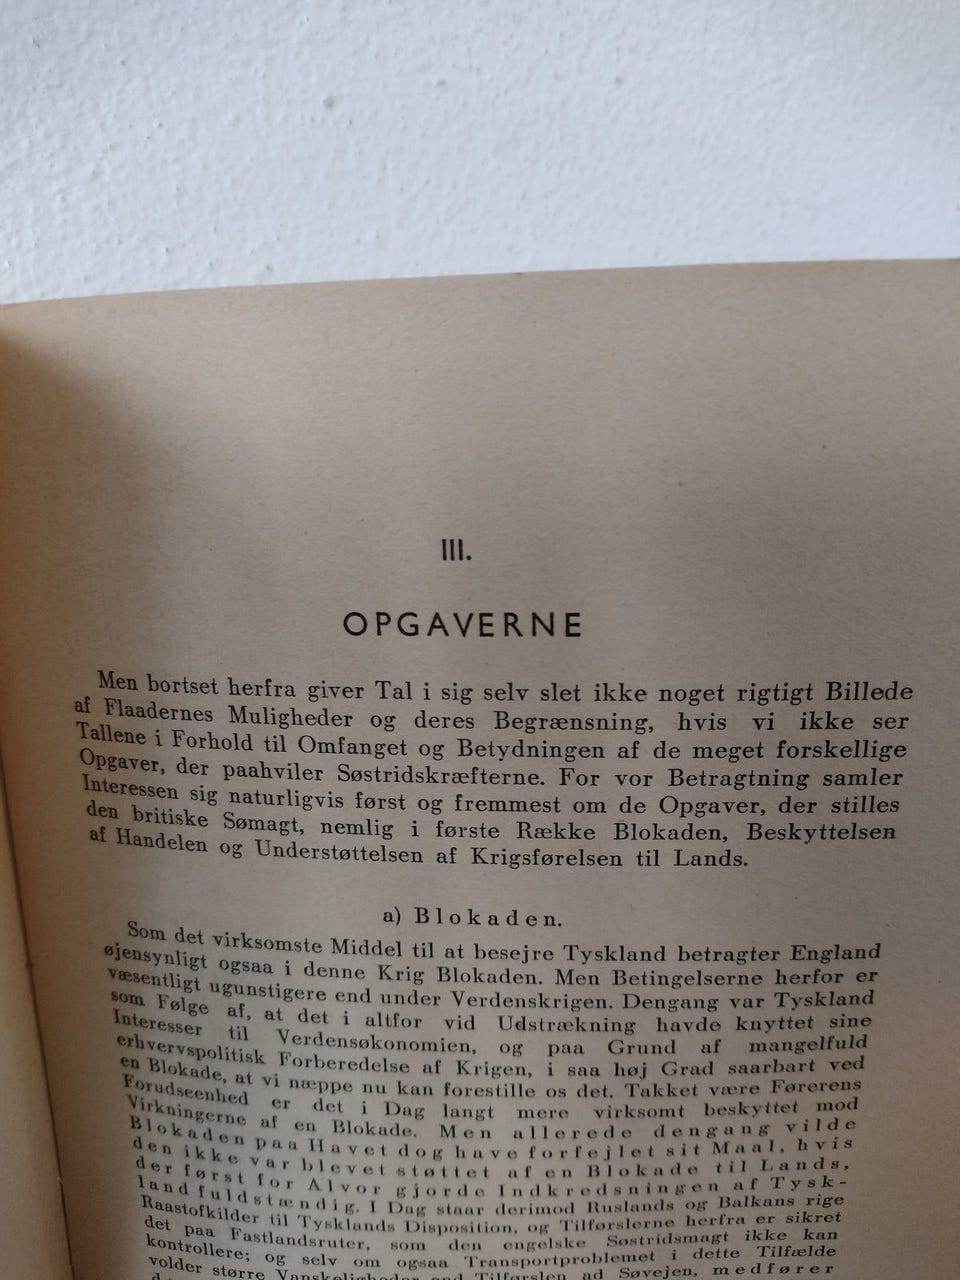 III.
OPGAVERNE
Men bortset herfra giver Tal i sig selv slet ikke noget rigtigt Billede
af Flaadernes Muligheder og deres Begrænsning, hvis vi ikke ser
Tallene i Forhold til Omfanget og Betydningen af de meget forskellige
Opgaver, der paahviler Søstridskræfterne. For vor Betragtning samler
Interessen sig naturligvis først og fremmest om de Opgaver, der stilles
den britiske Sømagt, nemlig i første Række Blokaden, Beskyttelsen
af Handelen og Understøttelsen af Krigsførelsen til Lands.
a) Blokaden.
Som det virksomste Middel til at besejre Tyskland betragter England
øjensynligt ogsaa i denne Krig Blokaden. Men Betingelserne herfor er
væsentligt ugunstigere end under Verdenskrigen. Dengang var Tyskland
som Følge af, at det i altfor vid Udstrækning havde knyttet sine
Interesser til Verdensøkonomien, og paa Grund af mangelfuld
erhvervspolitisk Forberedelse af Krigen, i saa høj Grad saarbart ved
en Blokade, at vi næppe nu kan forestille os det. Takket være Førerens
Forudseenhed er det i Dag langt mere virksomt beskyttet mod
Virkningerne af en Blokade. Men allerede dengang vilde
Blokaden paa Havet dog have forfejlet sit Maal, hvis
den ikke var blevet støttet af en Blokade til Lands,
der først for Alvor gjorde Indkredsningen af Tysk-
land fuldstændig. I Dag staar derimod Ruslands og Balkans rige
Raastofkilder til Tysklands Disposition, og Tilførslerne herfra er sikret
det paa Fastlandsruter, som den engelske Søstridsmagt ikke kan
kontrollere; og selv om ogsaa Transportproblemet i dette Tilfælde
volder større Vanskeligheder end Tilførslen ad Søvejen, medfører